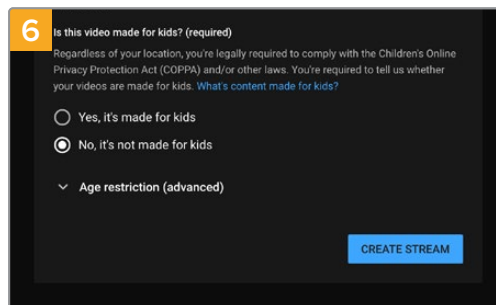 6
Is this video made for kids? (required)
Regardless of your location, you're legally required to comply with the Children's Online
Privacy Protection Act (COPPA) and/or other laws. You're required to tell us whether
your videos are made for kids. What's content made for kids?
Yes, it's made for kids
No, it's not made for kids
Age restriction (advanced)
CREATE STREAM